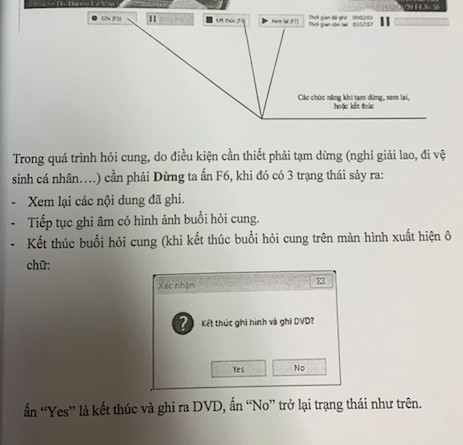 Ghi (F5)
Kết thúc
Xem lại (F7)
Thời gian đã ghi 00:02:03
Thời gian còn lại 03:57:57
Các chức năng khi tạm dừng, xem lại,
hoặc kết thúc
Trong quá trình hỏi cung, do điều kiện cần thiết phải tạm dừng (nghỉ giải lao, đi vệ
sinh cá nhân….) cần phải Dừng ta ấn F6, khi đó có 3 trạng thái sảy ra:
- Xem lại các nội dung đã ghi.
- Tiếp tục ghi âm có hình ảnh buổi hỏi cung.
- Kết thúc buổi hỏi cung (khi kết thúc buổi hỏi cung trên màn hình xuất hiện ô
chữ:
Xác nhận
Kết thúc ghi hình và ghi DVD?
Yes
No
ấn “Yes” là kết thúc và ghi ra DVD, ấn “No” trở lại trạng thái như trên.